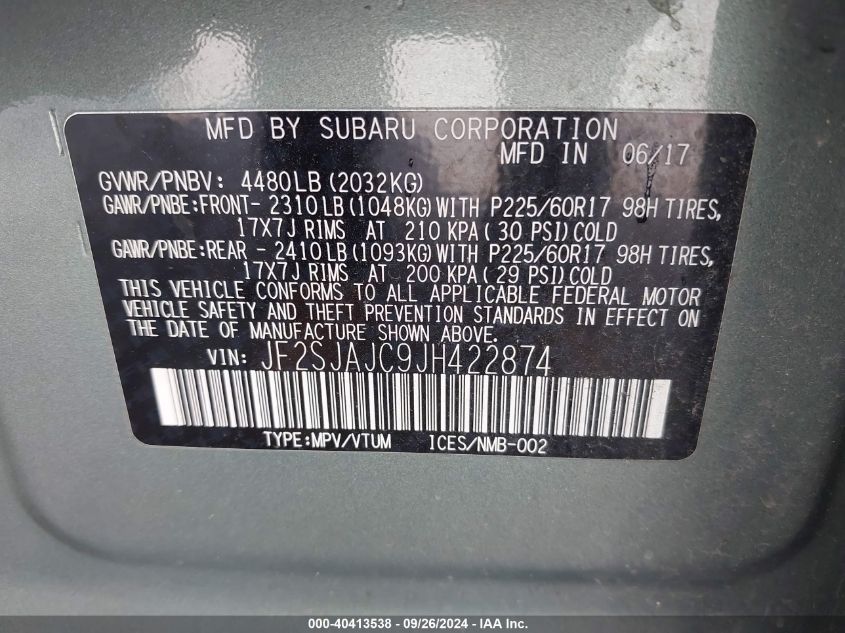 MFD BY SUBARU CORPORATION
MFD IN 06/17
GVWR/PNBV: 4480LB (2032KG)
GAWR/PNBE:FRONT- 2310LB (1048KG) WITH P225/60R17 98H TIRES,
17X7J RIMS AT 210 KPA (30 PSI) COLD
GAWR/PNBE:REAR - 2410LB (1093KG) WITH P225/60R17 98H TIRES,
17X7J RIMS AT 200 KPA (29 PSI) COLD
THIS VEHICLE CONFORMS TO ALL APPLICABLE FEDERAL MOTOR
VEHICLE SAFETY AND THEFT PREVENTION STANDARDS IN EFFECT ON
THE DATE OF MANUFACTURE SHOWN ABOVE.
VIN: JF2SJAJC9JH422874
TYPE:MPV/VTUM ICES/NMB-002
000-40413538 - 09/26/2024 - IAA Inc.